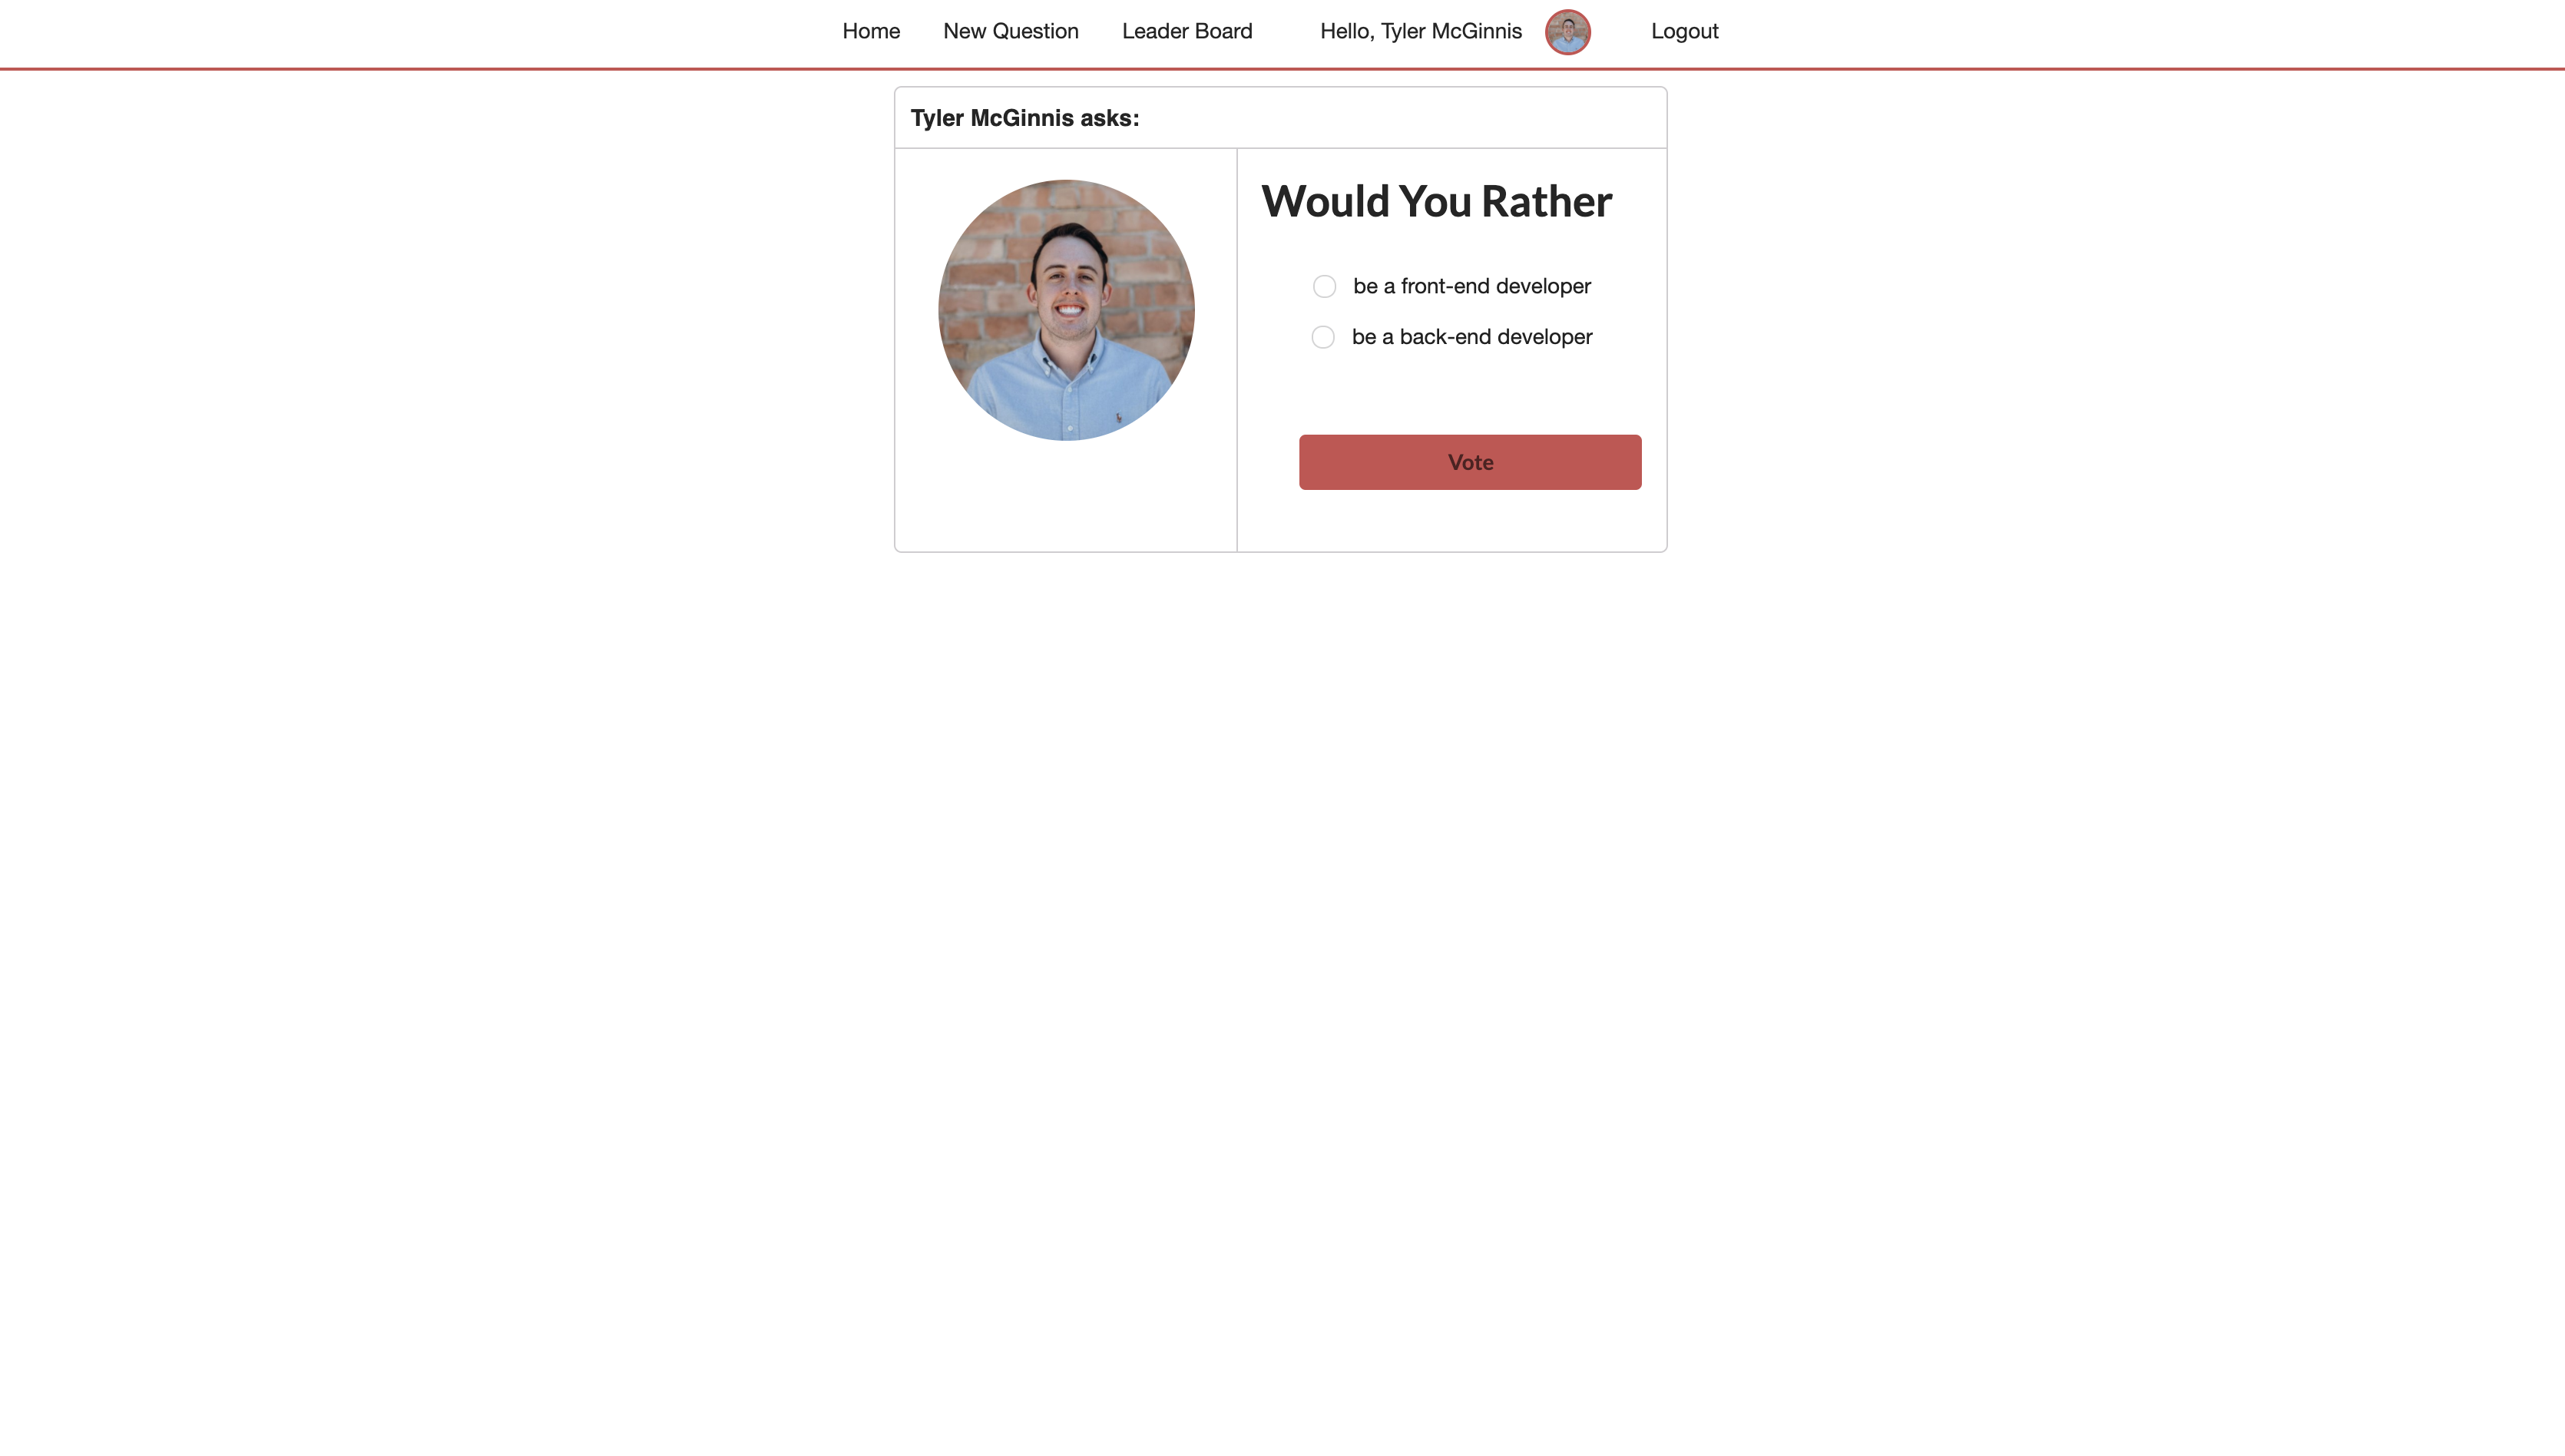 Home New Question Leader Board Hello, Tyler McGinnis Logout
Tyler McGinnis asks:
Would You Rather
be a front-end developer
be a back-end developer
Vote